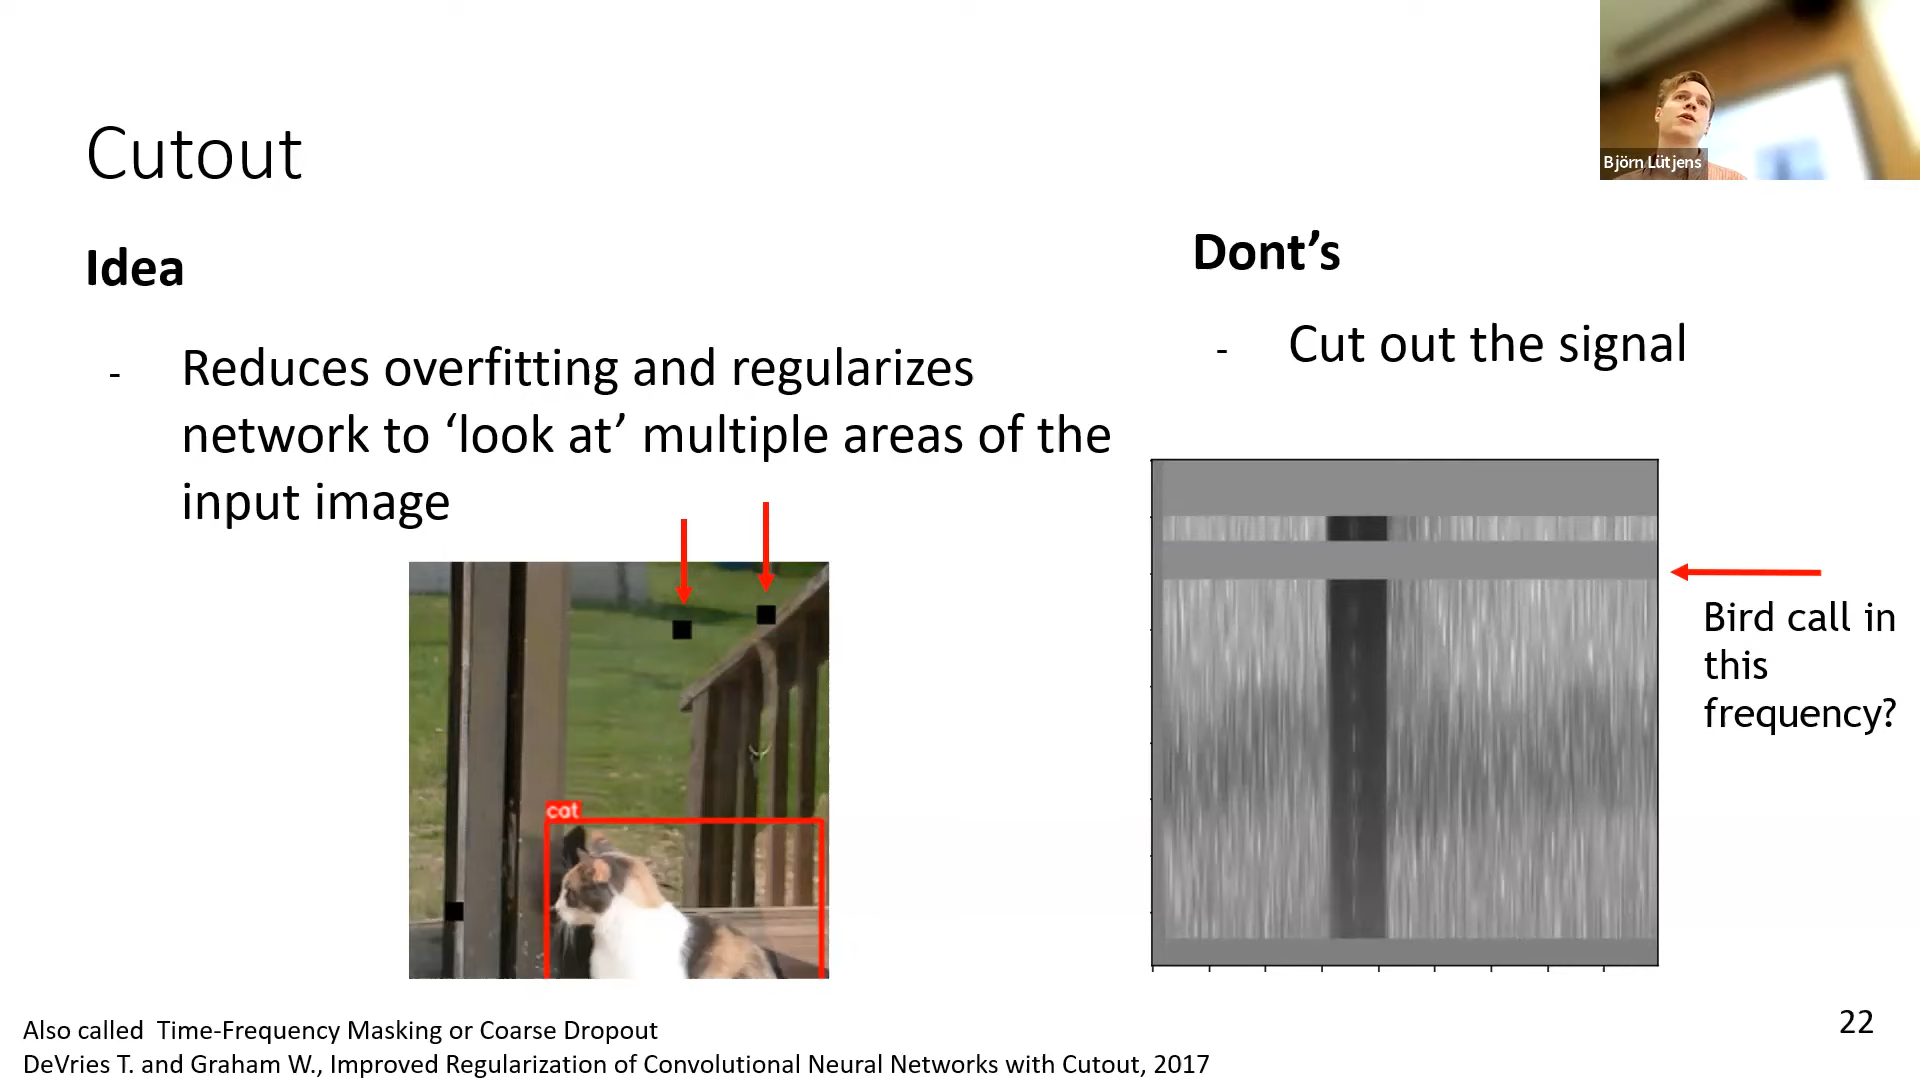 Björn Lütjens
Cutout
Idea
- Reduces overfitting and regularizes
network to ‘look at’ multiple areas of the
input image
cat
Dont’s
- Cut out the signal
Bird call in
this
frequency?
Also called  Time-Frequency Masking or Coarse Dropout
DeVries T. and Graham W., Improved Regularization of Convolutional Neural Networks with Cutout, 2017
22